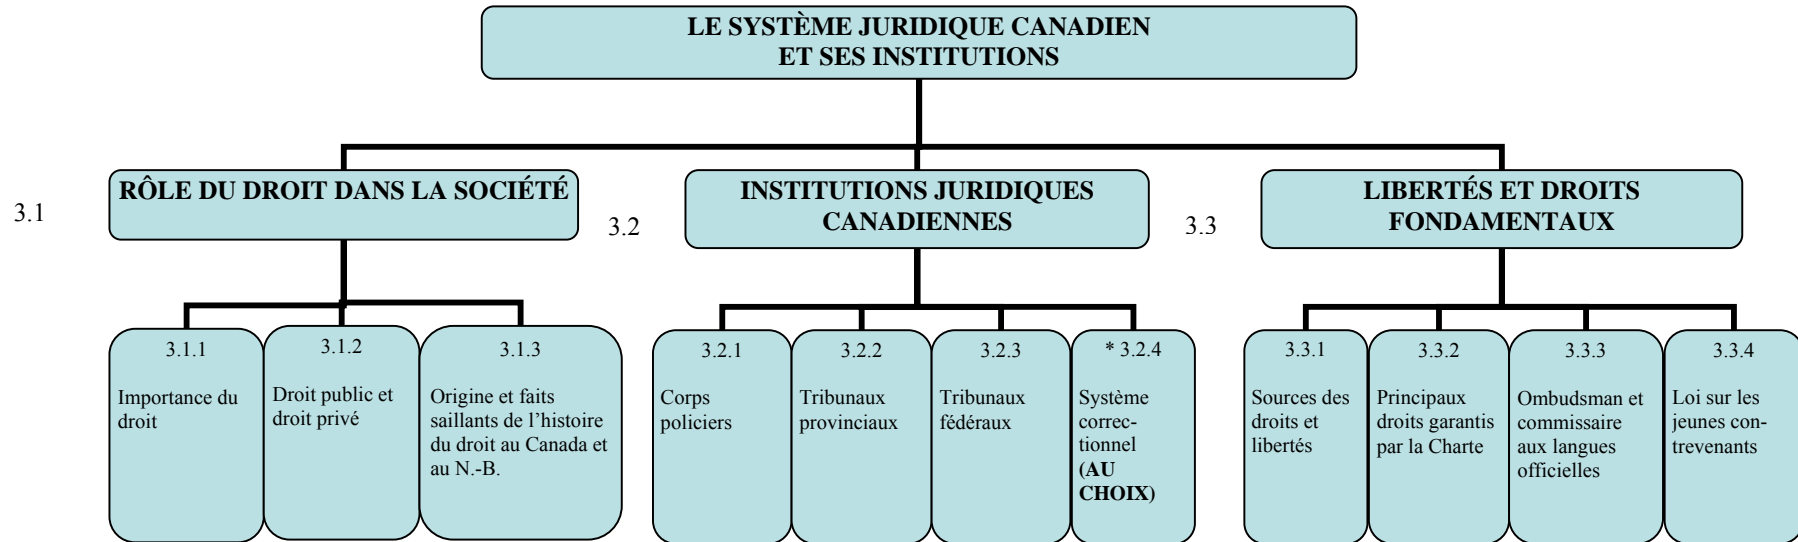 LE SYSTÈME JURIDIQUE CANADIEN
ET SES INSTITUTIONS
3.1
RÔLE DU DROIT DANS LA SOCIÉTÉ
3.2
INSTITUTIONS JURIDIQUES
CANADIENNES
3.3
LIBERTÉS ET DROITS
FONDAMENTAUX
3.1.1
Importance du
droit
3.1.2
Droit public et
droit privé
3.1.3
Origine et faits
saillants de l’histoire
du droit au Canada et
au N.-B.
3.2.1
Corps
policiers
3.2.2
Tribunaux
provinciaux
3.2.3
Tribunaux
fédéraux
* 3.2.4
Système
correc-
tionnel
(AU
CHOIX)
3.3.1
Sources des
droits et
libertés
3.3.2
Principaux
droits garantis
par la Charte
3.3.3
Ombudsman et
commissaire
aux langues
officielles
3.3.4
Loi sur les
jeunes con-
trevenants